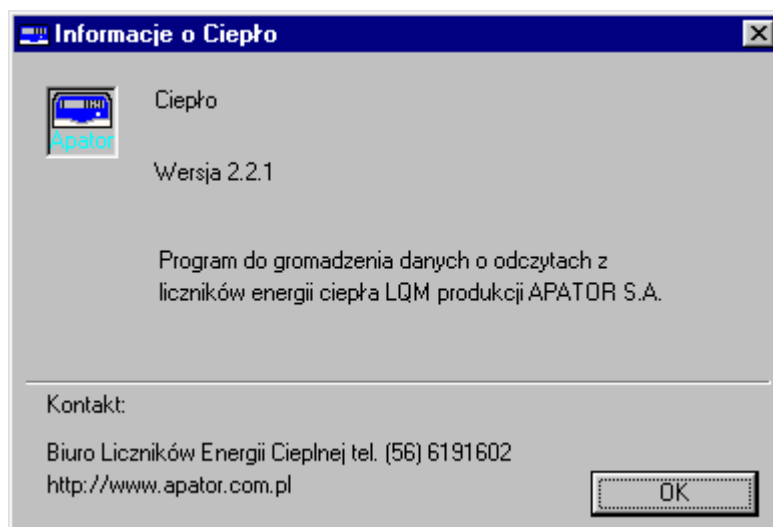 Informacje o Ciepło
Apator
Ciepło
Wersja 2.2.1
Program do gromadzenia danych o odczytach z
liczników energii ciepła LQM produkcji APATOR S.A.
Kontakt:
Biuro Liczników Energii Cieplnej tel. (56) 6191602
http://www.apator.com.pl
OK